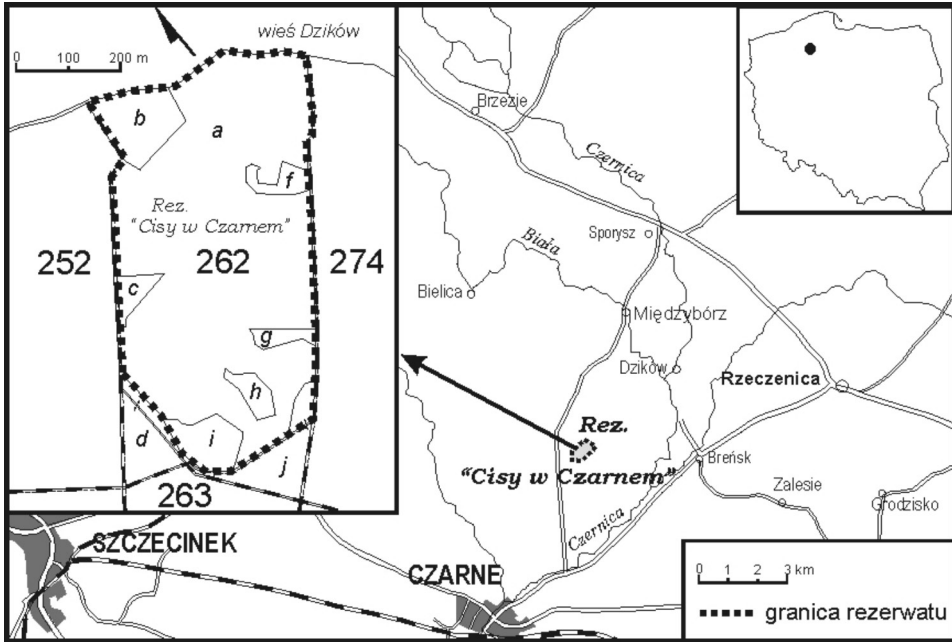 wieś Dzików
0 100 200 m
b
a
f
Rez.
"Cisy w Czarnem"
252
262
274
c
g
h
d
i
j
263
Brzezie
Czernica
Sporysz
Biała
Bielica
Międzybórz
Dzików
Rzeczenica
Rez.
"Cisy w Czarnem"
Breńsk
Zalesie
Grodzisko
Czernica
SZCZECINEK
CZARNE
0 1 2 3 km
granica rezerwatu